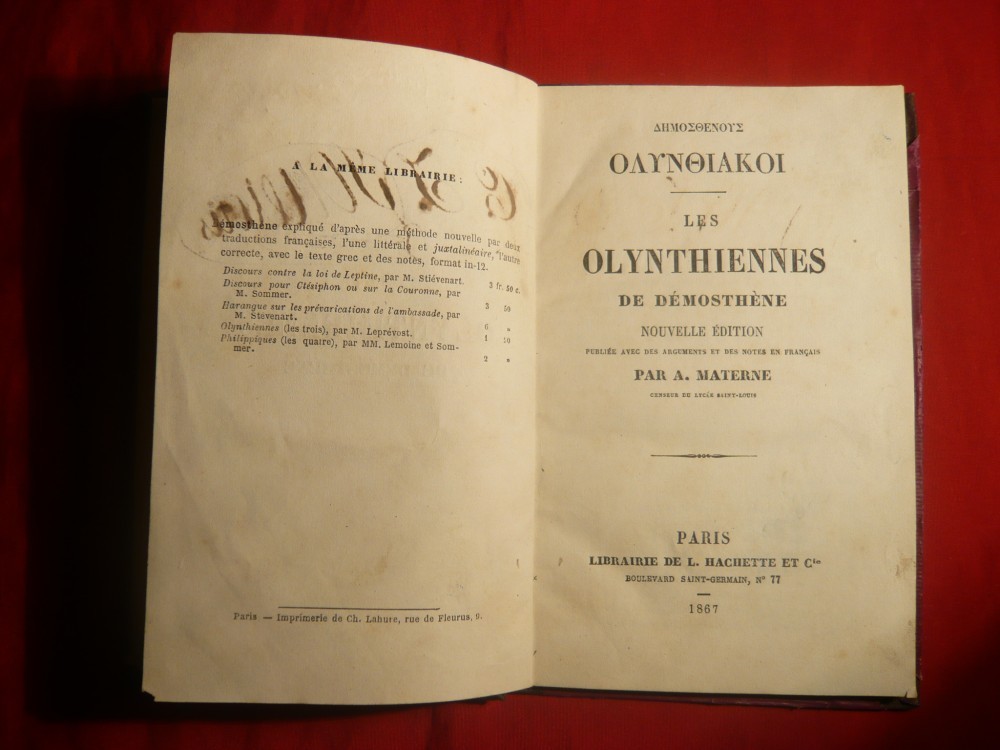 A LA MÊME LIBRAIRIE :
Démosthène expliqué d'après une méthode nouvelle par deux
traductions françaises, l'une littérale et juxtalinéaire, l'autre
correcte, avec le texte grec et des notes, format in-12.
Discours contre la loi de Leptine, par M. Stiévenart. 3 fr. 50 c.
Discours pour Ctésiphon ou sur la Couronne, par
M. Sommer. 3 50
Harangue sur les prévarications de l'ambassade, par
M. Stevenart. 6 »
Olynthiennes (les trois), par M. Leprévost. 1 50
Philippiques (les quatre), par MM. Lemoine et Som-
mer. 2 »
Paris — Imprimerie de Ch. Lahure, rue de Fleurus, 9.
ΔΗΜΟΣΘΕΝΟΥΣ
ΟΛΥΝΘΙΑΚΟΙ
LES
OLYNTHIENNES
DE DÉMOSTHÈNE
NOUVELLE ÉDITION
PUBLIÉE AVEC DES ARGUMENTS ET DES NOTES EN FRANÇAIS
PAR A. MATERNE
CENSEUR DU LYCÉE SAINT-LOUIS
PARIS
LIBRAIRIE DE L. HACHETTE ET Cie
BOULEVARD SAINT-GERMAIN, N° 77
1867